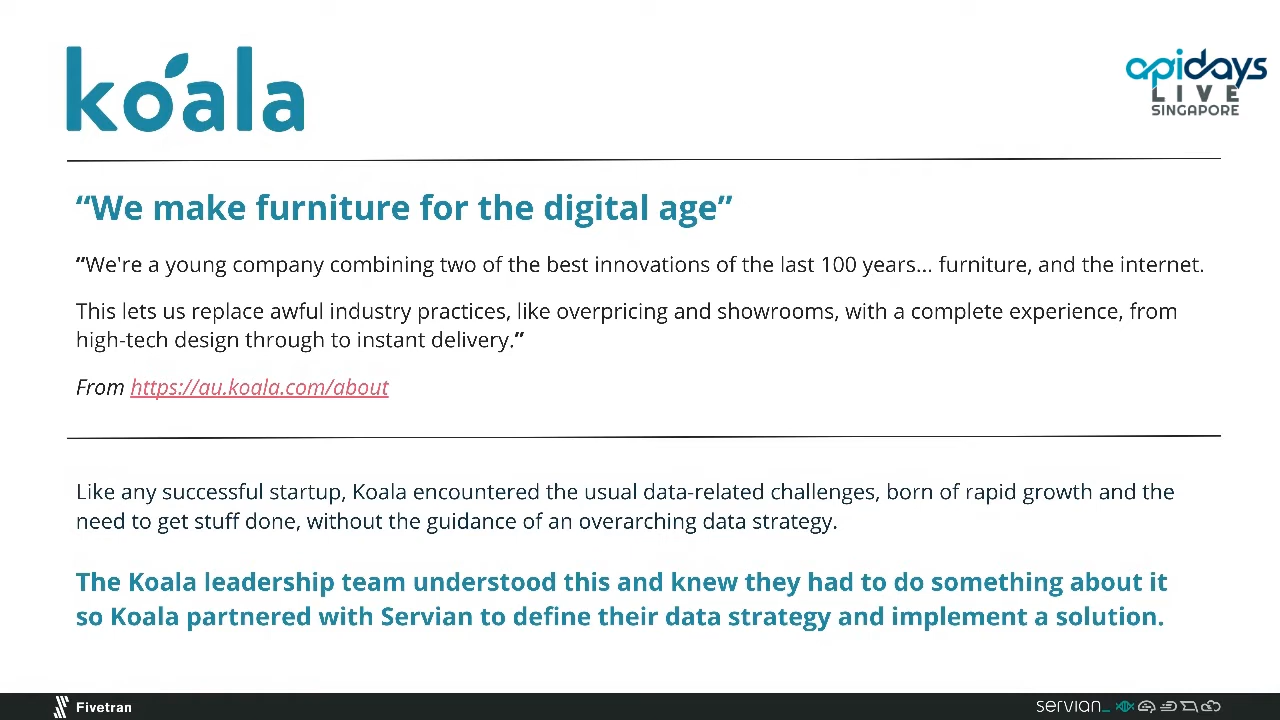 koala
apidays
LIVE
SINGAPORE
“We make furniture for the digital age”
“We're a young company combining two of the best innovations of the last 100 years... furniture, and the internet.
This lets us replace awful industry practices, like overpricing and showrooms, with a complete experience, from
high-tech design through to instant delivery.”
From https://au.koala.com/about
Like any successful startup, Koala encountered the usual data-related challenges, born of rapid growth and the
need to get stuff done, without the guidance of an overarching data strategy.
The Koala leadership team understood this and knew they had to do something about it
so Koala partnered with Servian to define their data strategy and implement a solution.
Fivetran
servian_